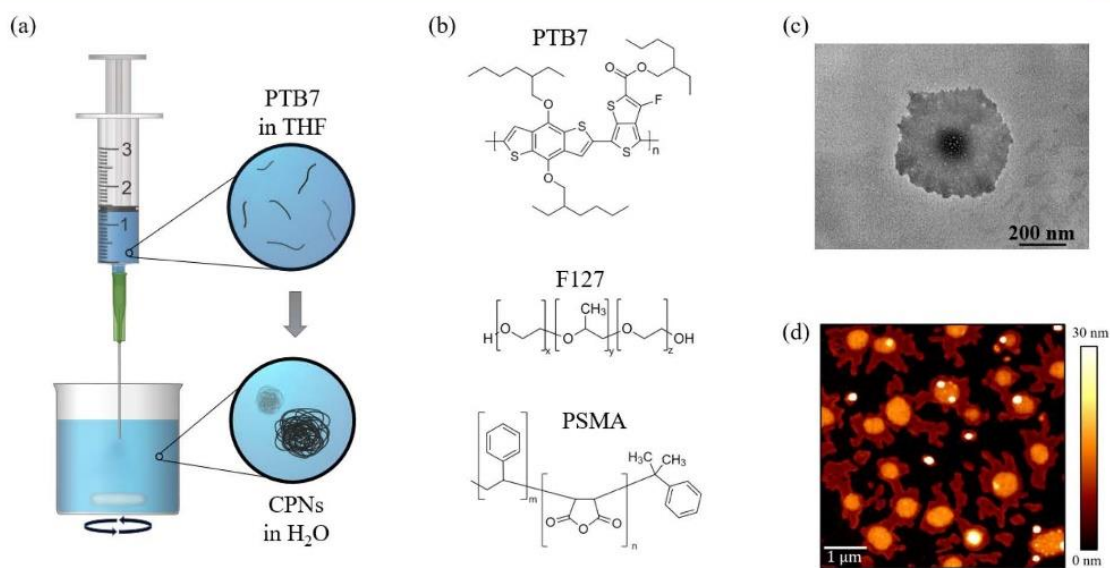 (a)
3
2
1
PTB7
in THF
CPNs
in H₂O
(b)
PTB7
O
O
F
S
S
S
S
O
O
n
F127
H
O
x
CH₃
O
y
O
z
OH
PSMA
m
H₃C
CH₃
O
O
O
n
(c)
200 nm
(d)
30 nm
0 nm
1 µm